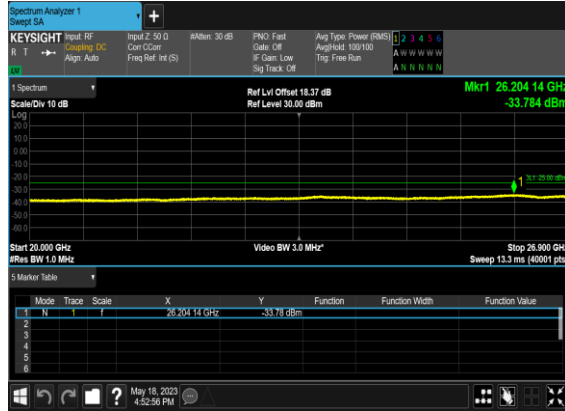 Spectrum Analyzer 1
Swept SA
+
KEYSIGHT
R T
Input: RF
Coupling: DC
Align: Auto
Input Z: 50 Ω
Corr CCorr
Freq Ref: Int (S)
#Atten: 30 dB
PNO: Fast
Gate: Off
IF Gain: Low
Sig Track: Off
Avg Type: Power (RMS)
Avg|Hold: 100/100
Trig: Free Run
1 2 3 4 5 6
A W W W W W
A N N N N N
1 Spectrum
Scale/Div 10 dB
Ref Lvl Offset 18.37 dB
Ref Level 30.00 dBm
Mkr1 26.204 14 GHz
-33.784 dBm
Log
20.0
10.0
0.00
-10.0
-20.0
-30.0
-40.0
-50.0
-60.0
1
Start 20.000 GHz
#Res BW 1.0 MHz
Video BW 3.0 MHz*
Stop 26.900 GHz
Sweep 13.3 ms (40001 pts
5 Marker Table
Mode Trace Scale X Y Function Function Width Function Value
1 N 1 f 26.204 14 GHz -33.78 dBm
2
3
4
5
6
?
May 18, 2023
4:52:56 PM